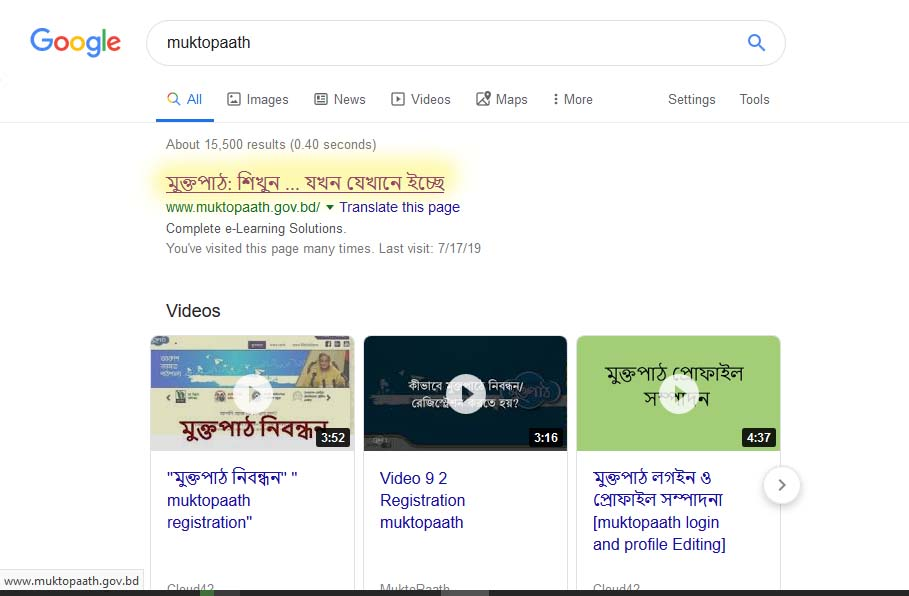 Google
muktopaath
All Images News Videos Maps More Settings Tools
About 15,500 results (0.40 seconds)
মুক্তপাঠ: শিখুন ... যখন যেখানে ইচ্ছে
www.muktopaath.gov.bd/ Translate this page
Complete e-Learning Solutions.
You've visited this page many times. Last visit: 7/17/19
Videos
মুক্তপাঠ নিবন্ধন
3:52
কীভাবে মুক্তপাঠে নিবন্ধন/
রেজিস্ট্রেশন করতে হয়?
3:16
মুক্তপাঠ প্রোফাইল
সম্পাদন
4:37
"মুক্তপাঠ নিবন্ধন" "
muktopaath
registration"
Video 9 2
Registration
muktopaath
মুক্তপাঠ লগইন ও
প্রোফাইল সম্পাদনা
[muktopaath login
and profile Editing]
Cloud42
MuktoPaath
Cloud42
www.muktopaath.gov.bd